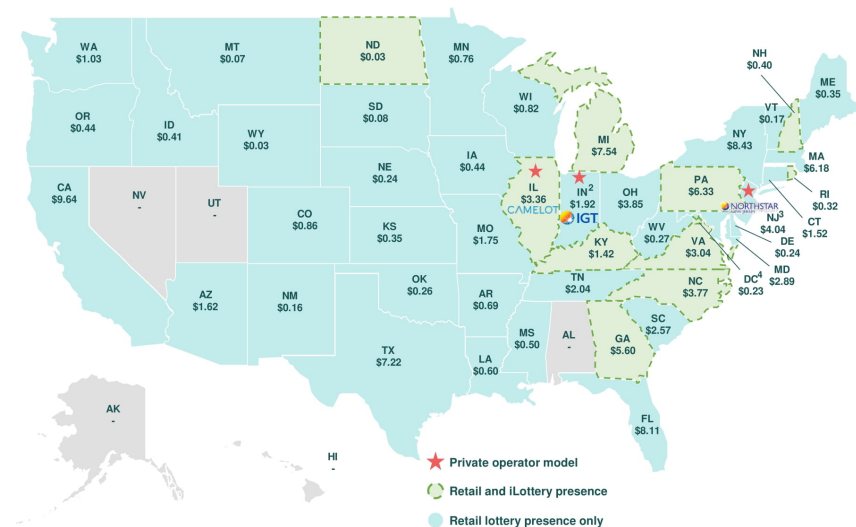 WA
$1.03
MT
$0.07
ND
$0.03
MN
$0.76
NH
$0.40
ME
$0.35
VT
$0.17
OR
$0.44
ID
$0.41
WY
$0.03
SD
$0.08
WI
$0.82
MI
$7.54
NY
$8.43
MA
$6.18
RI
$0.32
CT
$1.52
CA
$9.64
NV
-
UT
-
CO
$0.86
NE
$0.24
KS
$0.35
IA
$0.44
MO
$1.75
IL
$3.36
CAMELOT
IN2
$1.92
IGT
OH
$3.85
PA
$6.33
NORTHSTAR
NEW JERSEY
NJ3
$4.04
DE
$0.24
MD
$2.89
DC4
$0.23
WV
$0.27
VA
$3.04
KY
$1.42
NC
$3.77
TN
$2.04
SC
$2.57
GA
$5.60
AL
-
MS
$0.50
AR
$0.69
LA
$0.60
OK
$0.26
TX
$7.22
NM
$0.16
AZ
$1.62
FL
$8.11
AK
-
HI
-
Private operator model
Retail and iLottery presence
Retail lottery presence only